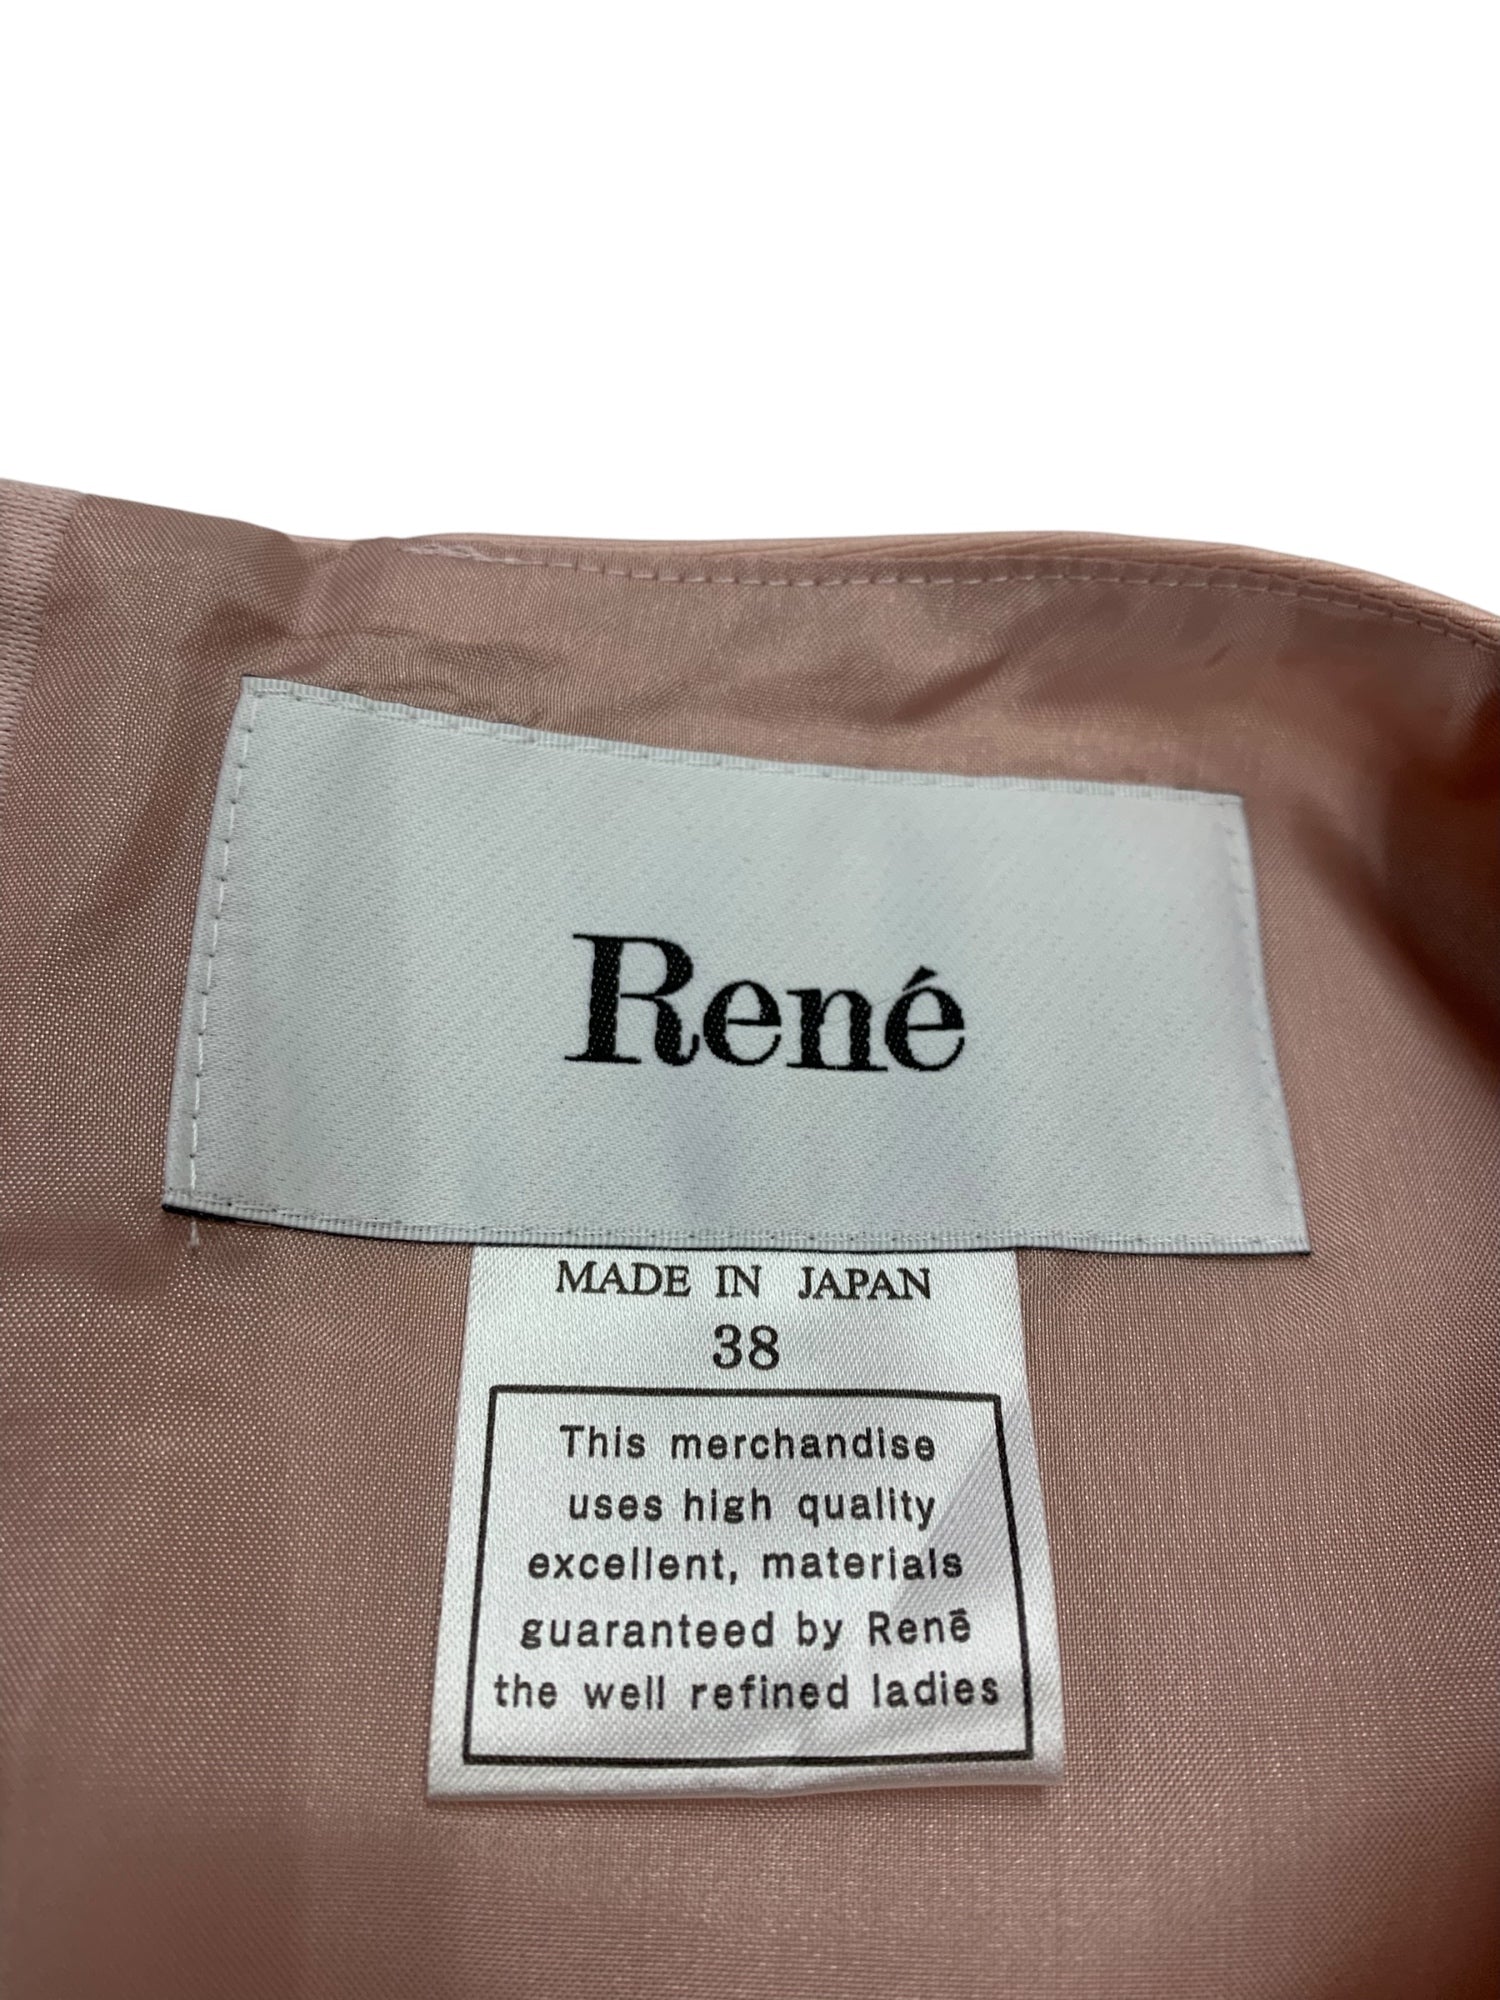 René
MADE IN JAPAN
38
This merchandise
uses high quality
excellent, materials
guaranteed by Renē
the well refined ladies